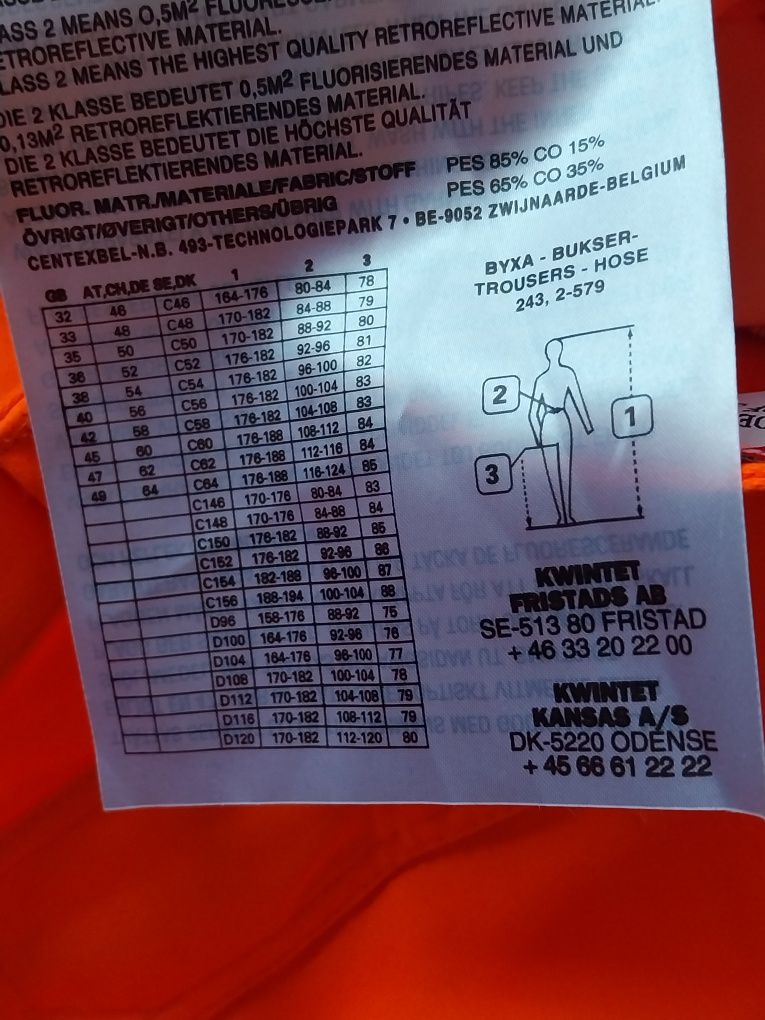 ASS 2 MEANS 0,5M² FLUORESCE
ETROREFLECTIVE MATERIAL.
LASS 2 MEANS THE HIGHEST QUALITY RETROREFLECTIVE MATERIAL.
DIE 2 KLASSE BEDEUTET 0,5M² FLUORISIERENDES MATERIAL UND
0,13M² RETROREFLEKTIERENDES MATERIAL.
DIE 2 KLASSE BEDEUTET DIE HÖCHSTE QUALITÄT
RETROREFLEKTIERENDES MATERIAL.
FLUOR. MATR./MATERIALE/FABRIC/STOFF PES 85% CO 15%
ÖVRIGT/ØVERIGT/OTHERS/ÜBRIG PES 65% CO 35%
CENTEXBEL-N.B. 493-TECHNOLOGIEPARK 7 • BE-9052 ZWIJNAARDE-BELGIUM
GB AT,CH,DE SE,DK 1 2 3
32 46 C46 164-176 80-84 78
33 48 C48 170-182 84-88 79
35 50 C50 170-182 88-92 80
36 52 C52 176-182 92-96 81
38 54 C54 176-182 96-100 82
40 56 C56 176-182 100-104 83
42 58 C58 176-182 104-108 83
45 60 C60 176-188 108-112 84
47 62 C62 176-188 112-116 84
49 64 C64 176-188 116-124 85
C146 170-176 80-84 83
C148 170-176 84-88 84
C150 176-182 88-92 85
C152 176-182 92-96 86
C154 182-188 96-100 87
C156 188-194 100-104 88
D96 158-176 88-92 75
D100 164-176 92-96 76
D104 164-176 96-100 77
D108 170-182 100-104 78
D112 170-182 104-108 79
D116 170-182 108-112 79
D120 170-182 112-120 80
BYXA - BUKSER-
TROUSERS - HOSE
243, 2-579
2
1
3
KWINTET
FRISTADS AB
SE-513 80 FRISTAD
+ 46 33 20 22 00
KWINTET
KANSAS A/S
DK-5220 ODENSE
+ 45 66 61 22 22